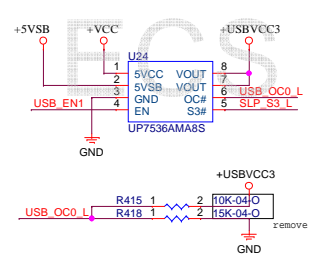 ECS
+5VSB +VCC +USBVCC3
U24
1 5VCC VOUT 8
2 5VSB VOUT 7
3 GND OC# 6 USB_OC0_L
USB_EN1 4 EN S3# 5 SLP_S3_L
UP7536AMA8S
GND
+USBVCC3
R415 1 2 10K-04-O
USB_OC0_L R418 1 2 15K-04-O
remove
GND